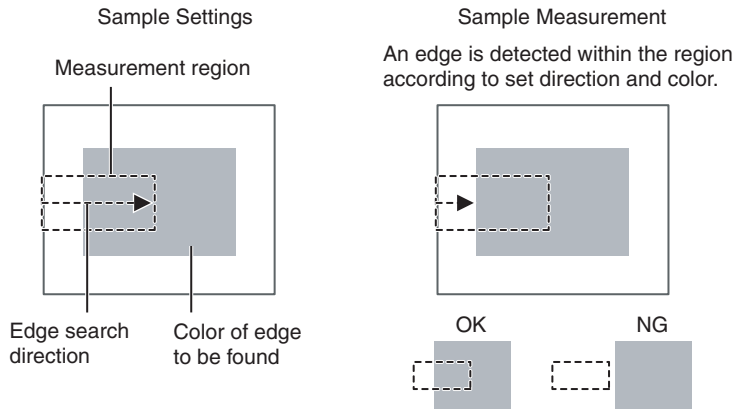 Sample Settings
Measurement region
Edge search
direction
Color of edge
to be found
Sample Measurement
An edge is detected within the region
according to set direction and color.
OK
NG